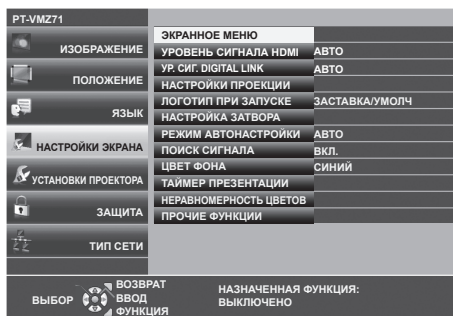 PT-VMZ71
ИЗОБРАЖЕНИЕ
ПОЛОЖЕНИЕ
ЯЗЫК
НАСТРОЙКИ ЭКРАНА
УСТАНОВКИ ПРОЕКТОРА
ЗАЩИТА
ТИП СЕТИ
ЭКРАННОЕ МЕНЮ
УРОВЕНЬ СИГНАЛА HDMI АВТО
УР. СИГ. DIGITAL LINK АВТО
НАСТРОЙКИ ПРОЕКЦИИ
ЛОГОТИП ПРИ ЗАПУСКЕ ЗАСТАВКА/УМОЛЧ
НАСТРОЙКА ЗАТВОРА
РЕЖИМ АВТОНАСТРОЙКИ АВТО
ПОИСК СИГНАЛА ВКЛ.
ЦВЕТ ФОНА СИНИЙ
ТАЙМЕР ПРЕЗЕНТАЦИИ
НЕРАВНОМЕРНОСТЬ ЦВЕТОВ
ПРОЧИЕ ФУНКЦИИ
ВЫБОР
ВОЗВРАТ
ВВОД
ФУНКЦИЯ
НАЗНАЧЕННАЯ ФУНКЦИЯ:
ВЫКЛЮЧЕНО